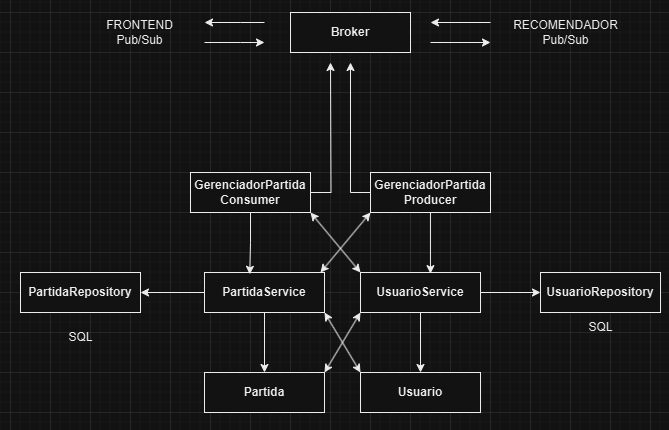 FRONTEND
Pub/Sub
Broker
RECOMENDADOR
Pub/Sub
GerenciadorPartida
Consumer
GerenciadorPartida
Producer
PartidaRepository
PartidaService
UsuarioService
UsuarioRepository
SQL
SQL
Partida
Usuario